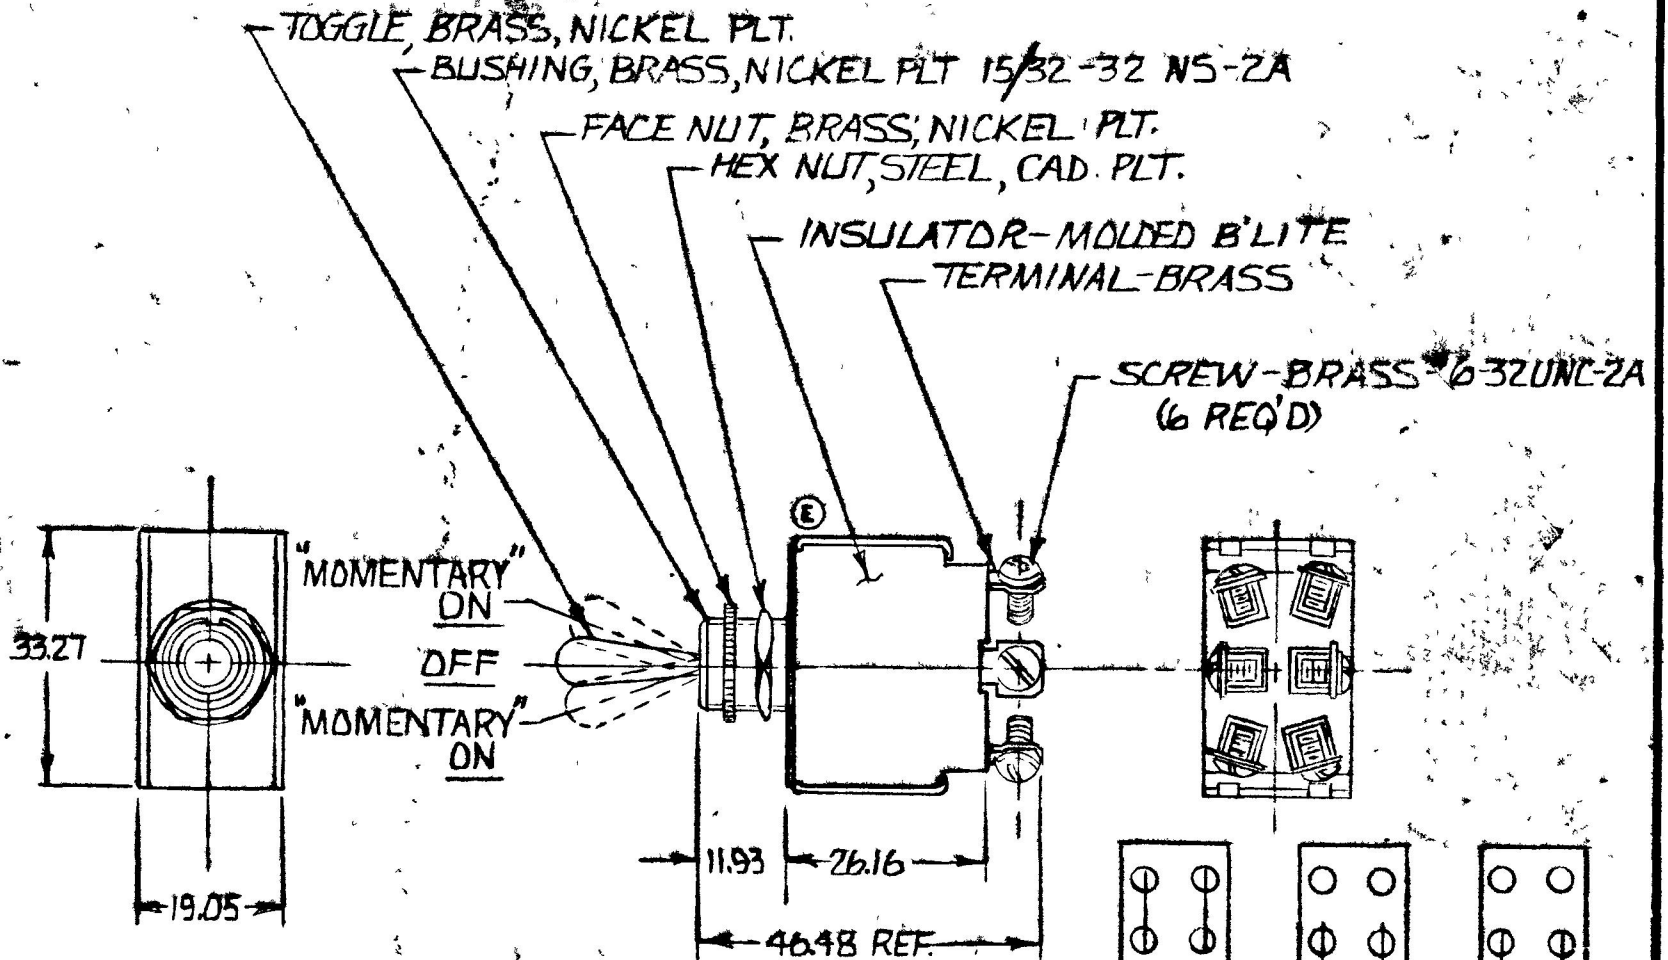 TOGGLE, BRASS, NICKEL PLT.
BUSHING, BRASS, NICKEL PLT 15/32-32 NS-2A
FACE NUT, BRASS, NICKEL PLT.
HEX NUT, STEEL, CAD. PLT.
INSULATOR-MOLDED B'LITE
TERMINAL-BRASS
SCREW-BRASS-6-32UNC-2A
(6 REQ'D)
E
"MOMENTARY"
ON
33.27
OFF
"MOMENTARY"
ON
11.93
26.16
19.05
46.48 REF.